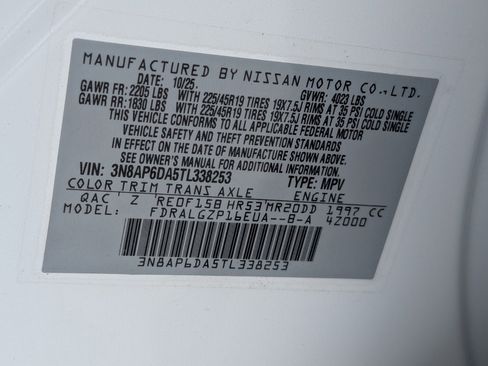 MANUFACTURED BY NISSAN MOTOR CO., LTD.
DATE: 10/25. GVWR: 4023 LBS
GAWR FR: 2205 LBS WITH 225/45R19 TIRES 19X7.5J RIMS AT 35 PSI COLD SINGLE
GAWR RR: 1830 LBS WITH 225/45R19 TIRES 19X7.5J RIMS AT 35 PSI COLD SINGLE
THIS VEHICLE CONFORMS TO ALL APPLICABLE FEDERAL MOTOR
VEHICLE SAFETY AND THEFT PREVENTION STANDARDS
IN EFFECT ON THE DATE OF MANUFACTURE SHOWN ABOVE.
SEE OWNER'S MANUAL FOR ADDITIONAL INFORMATION
VIN: 3N8AP6DA5TL338253 TYPE: MPV
COLOR TRIM TRANS AXLE ENGINE
QAC Z RE0F15B HR53 MR20DD 1997 CC
MODEL: FDRALGZP16EUA--B-A 4Z000
3N8AP6DA5TL338253